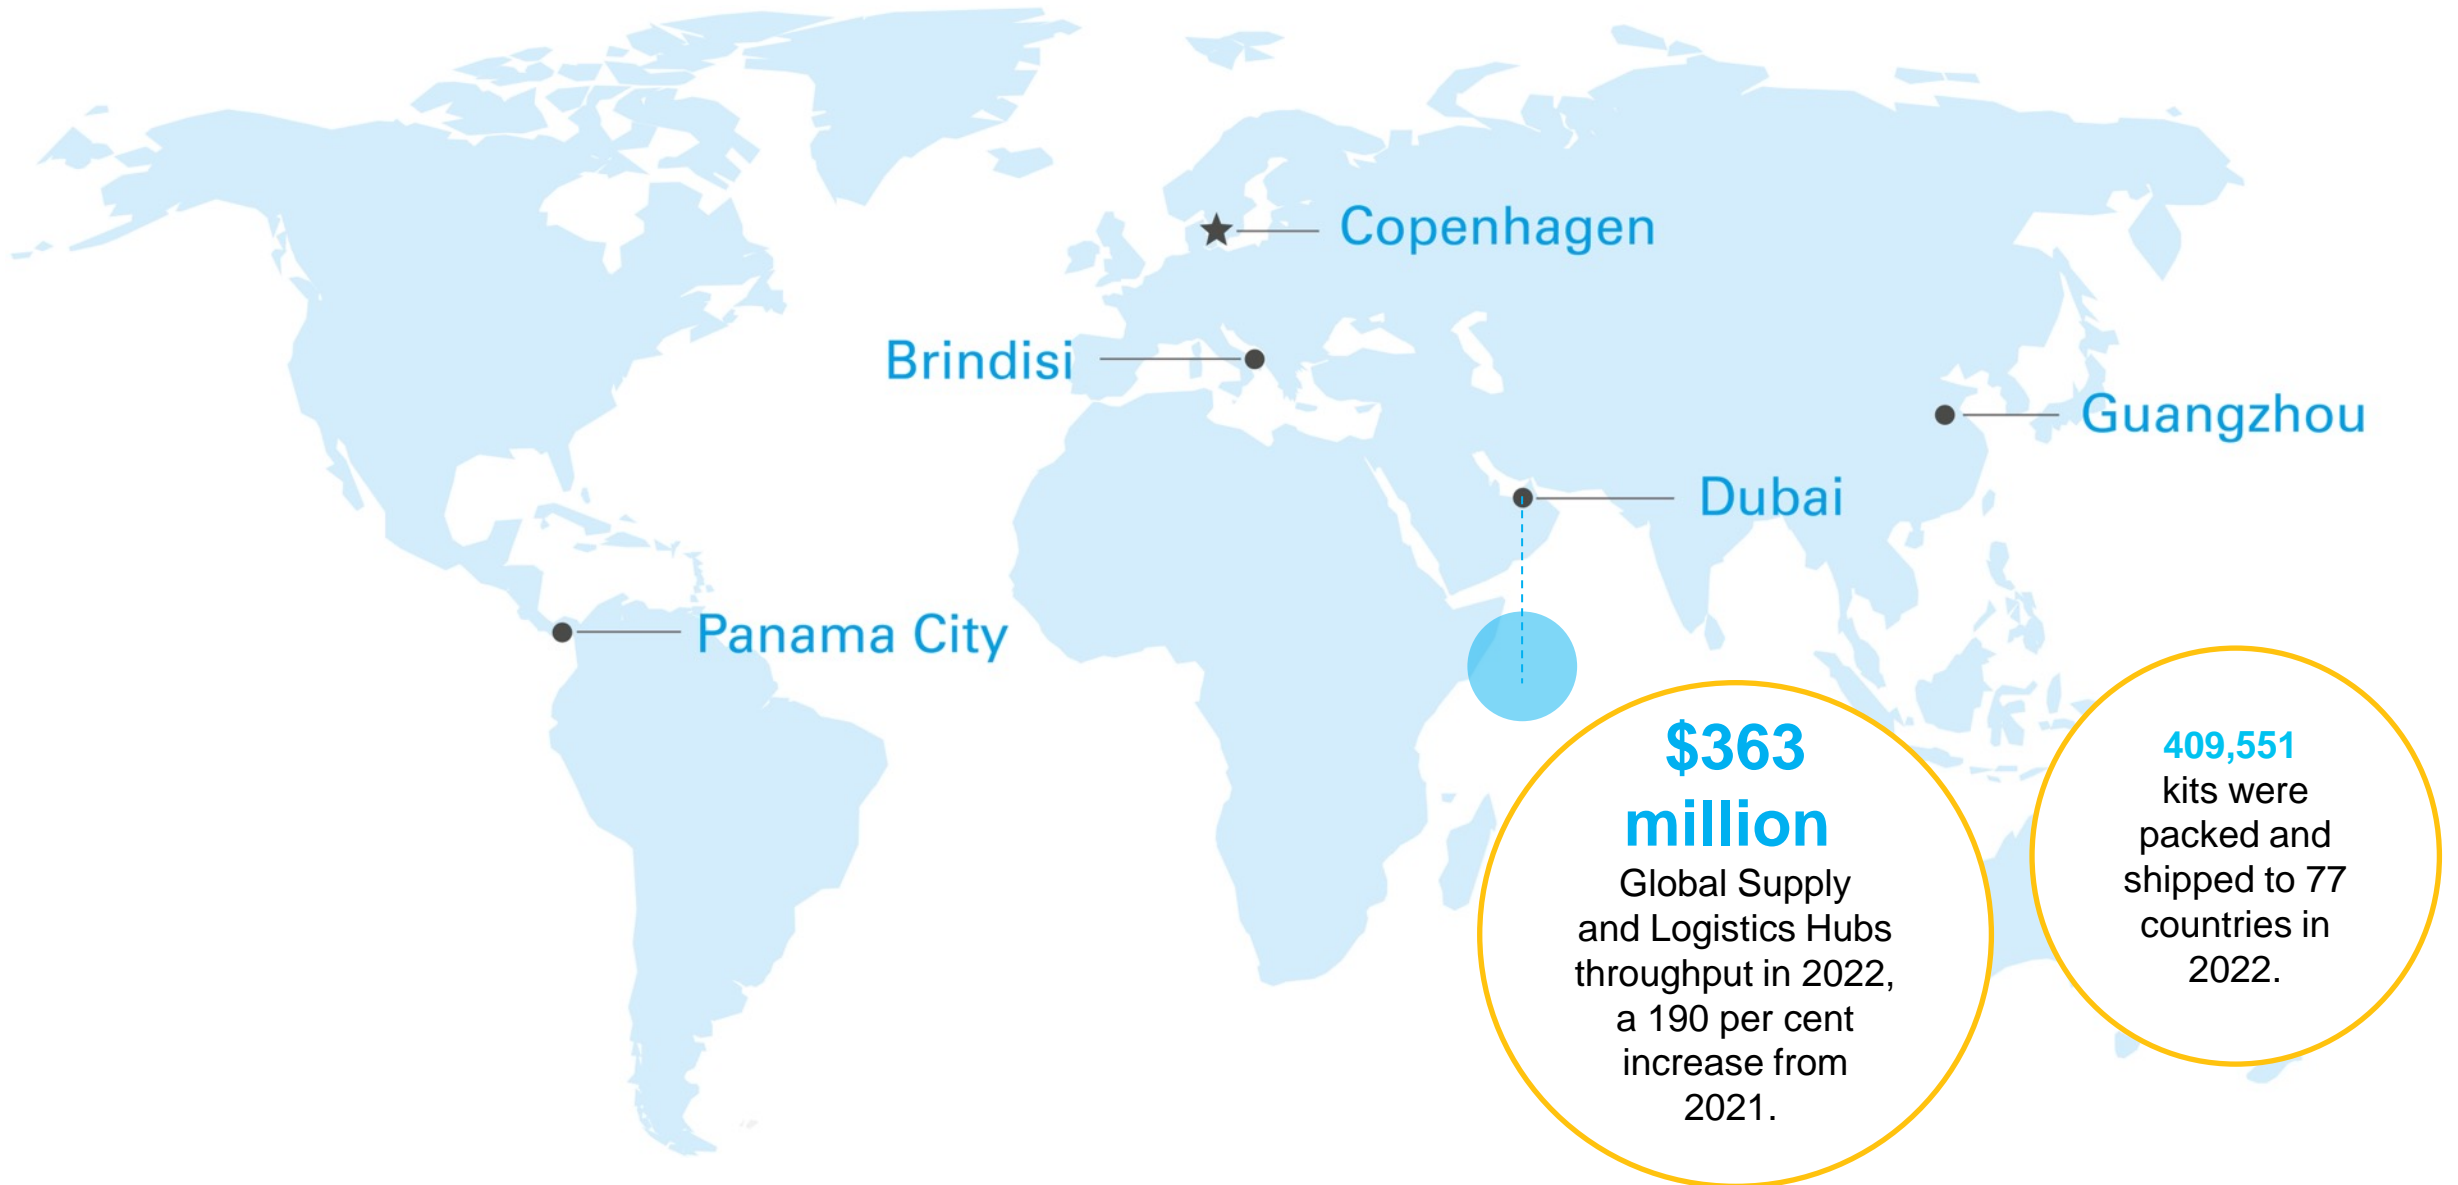 Copenhagen
Brindisi
Guangzhou
Dubai
Panama City
$363
million
Global Supply
and Logistics Hubs
throughput in 2022,
a 190 per cent
increase from
2021.
409,551
kits were
packed and
shipped to 77
countries in
2022.